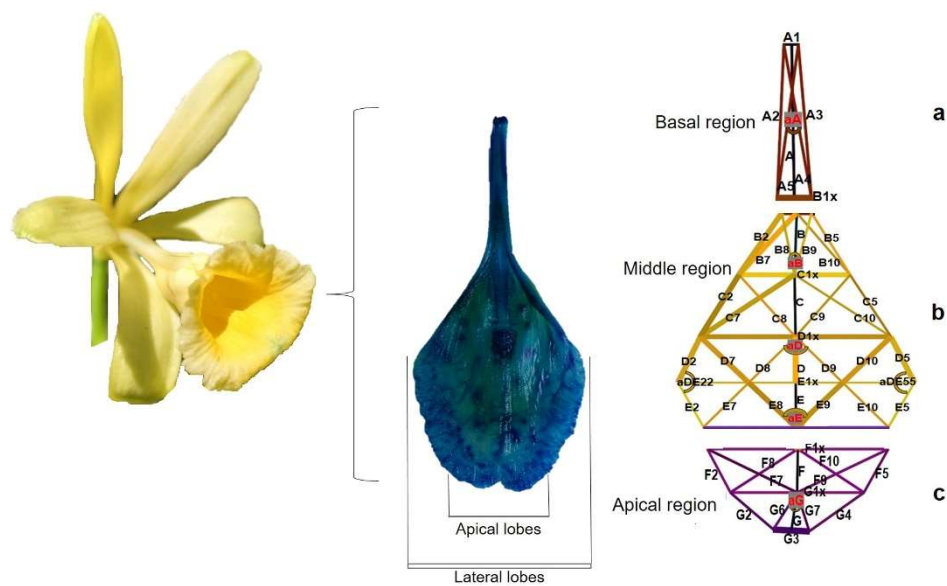 A1
Basal region
A2
aA
A3
a
A
A5
A4
B1x
B2
B
B5
B8
B9
B7
aB
B10
Middle region
C1x
C2
C
C5
C7
C8
C9
C10
b
D1x
aD
D2
D7
D8
D
D9
D10
D5
aDE22
E1x
aDE55
E2
E7
E8
E
E9
E10
E5
aE
F1x
F2
F8
F
F10
F5
F7
F9
G1x
Apical region
aG
c
G2
G6
G7
G4
G
G3
Apical lobes
Lateral lobes